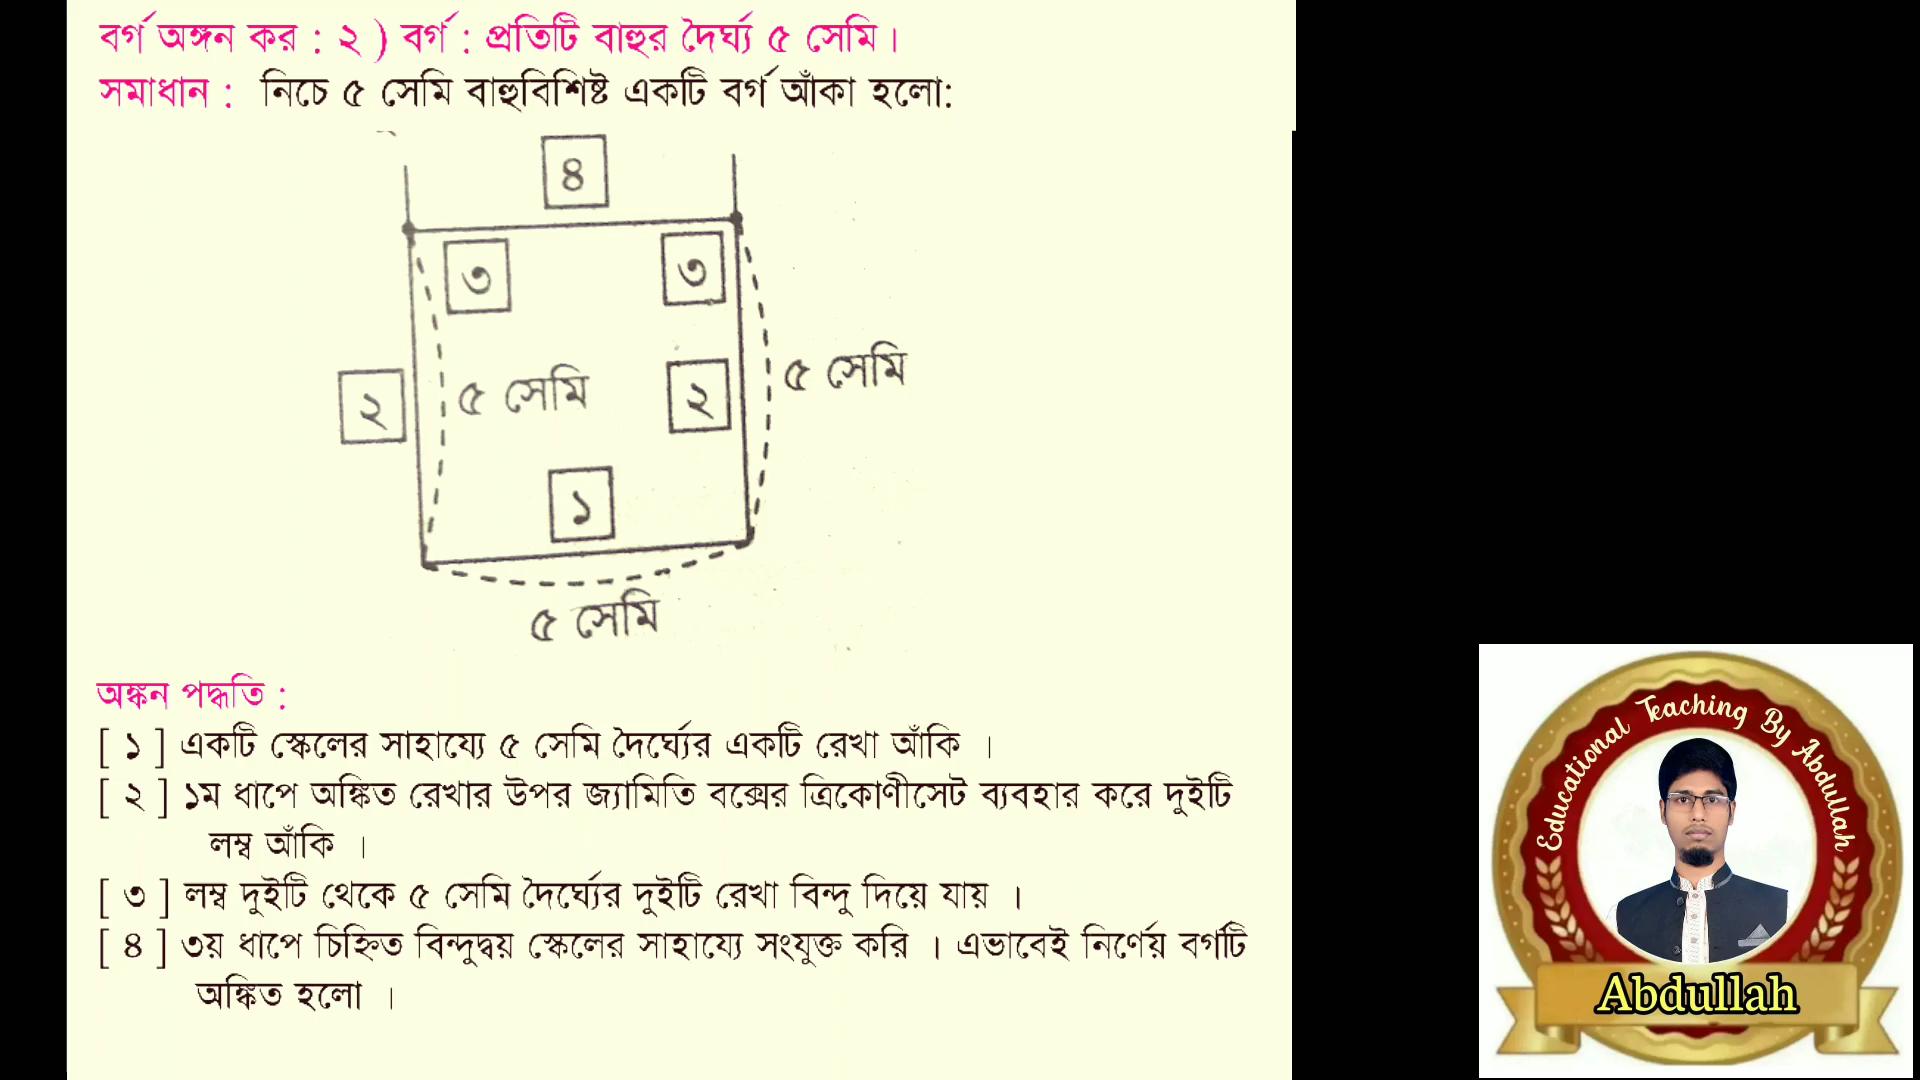 বর্গ অঙ্গন কর : ২ ) বর্গ : প্রতিটি বাহুর দৈর্ঘ্য ৫ সেমি।
সমাধান : নিচে ৫ সেমি বাহুবিশিষ্ট একটি বর্গ আঁকা হলো:
৪
৩ ৩
২ ৫ সেমি ২ ৫ সেমি
১
৫ সেমি
অঙ্কন পদ্ধতি :
[ ১ ] একটি স্কেলের সাহায্যে ৫ সেমি দৈর্ঘ্যের একটি রেখা আঁকি ।
[ ২ ] ১ম ধাপে অঙ্কিত রেখার উপর জ্যামিতি বক্সের ত্রিকোণীসেট ব্যবহার করে দুইটি
লম্ব আঁকি ।
[ ৩ ] লম্ব দুইটি থেকে ৫ সেমি দৈর্ঘ্যের দুইটি রেখা বিন্দু দিয়ে যায় ।
[ ৪ ] ৩য় ধাপে চিহ্নিত বিন্দুদ্বয় স্কেলের সাহায্যে সংযুক্ত করি । এভাবেই নির্ণেয় বর্গটি
অঙ্কিত হলো ।
Educational Teaching By Abdullah
Abdullah